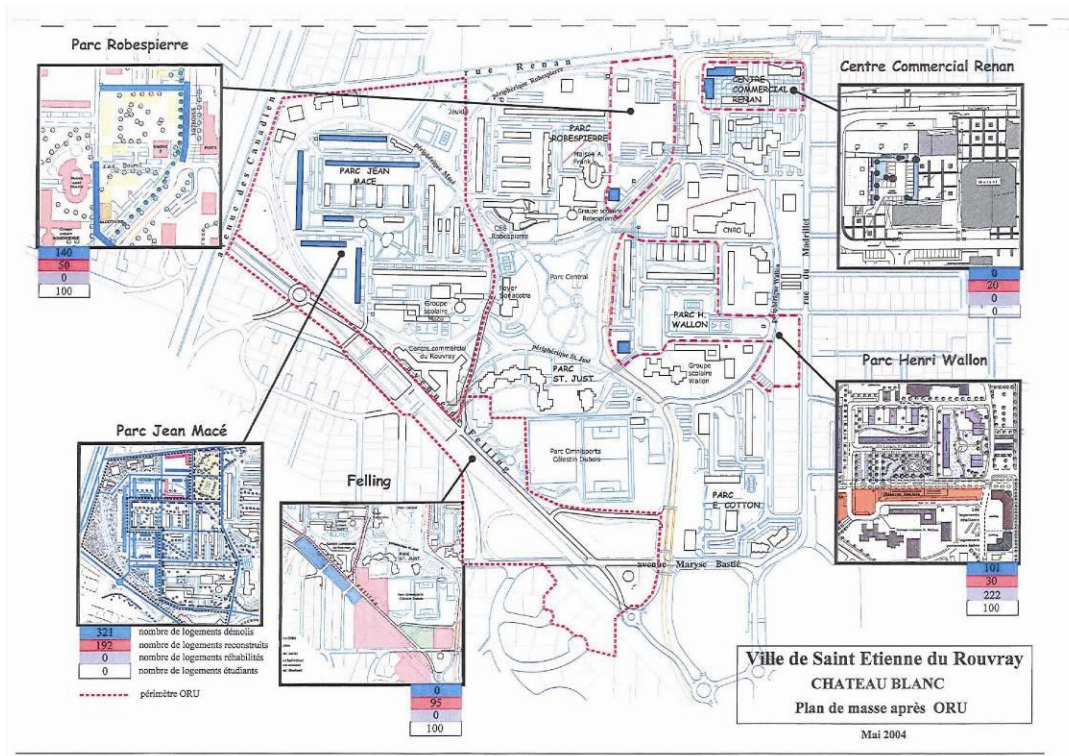 Parc Robespierre
140
50
0
100
rue Renan
périphérique Robespierre
CENTRE
COMMERCIAL
RENAN
Centre Commercial Renan
0
20
0
0
PARC
ROBESPIERRE
Groupe scolaire
Robespierre
CES
Robespierre
PARC JEAN
MACE
périphérique Macé
CNRC
Parc Central
Groupe
scolaire
Macé
Centre commercial
du Rouvray
périphérique St. Just
PARC
ST. JUST
PARC H.
WALLON
Groupe
scolaire
Wallon
rue du Madrillet
Parc Henri Wallon
101
30
222
100
Parc Jean Macé
321 nombre de logements démolis
192 nombre de logements reconstruits
0 nombre de logements réhabilités
0 nombre de logements étudiants
périmètre ORU
Felling
0
95
0
100
avenue Felling
Parc Omnisports
Célestin Dubois
PARC
E. COTTON
avenue Maryse Bastié
Ville de Saint Etienne du Rouvray
CHATEAU BLANC
Plan de masse après ORU
Mai 2004